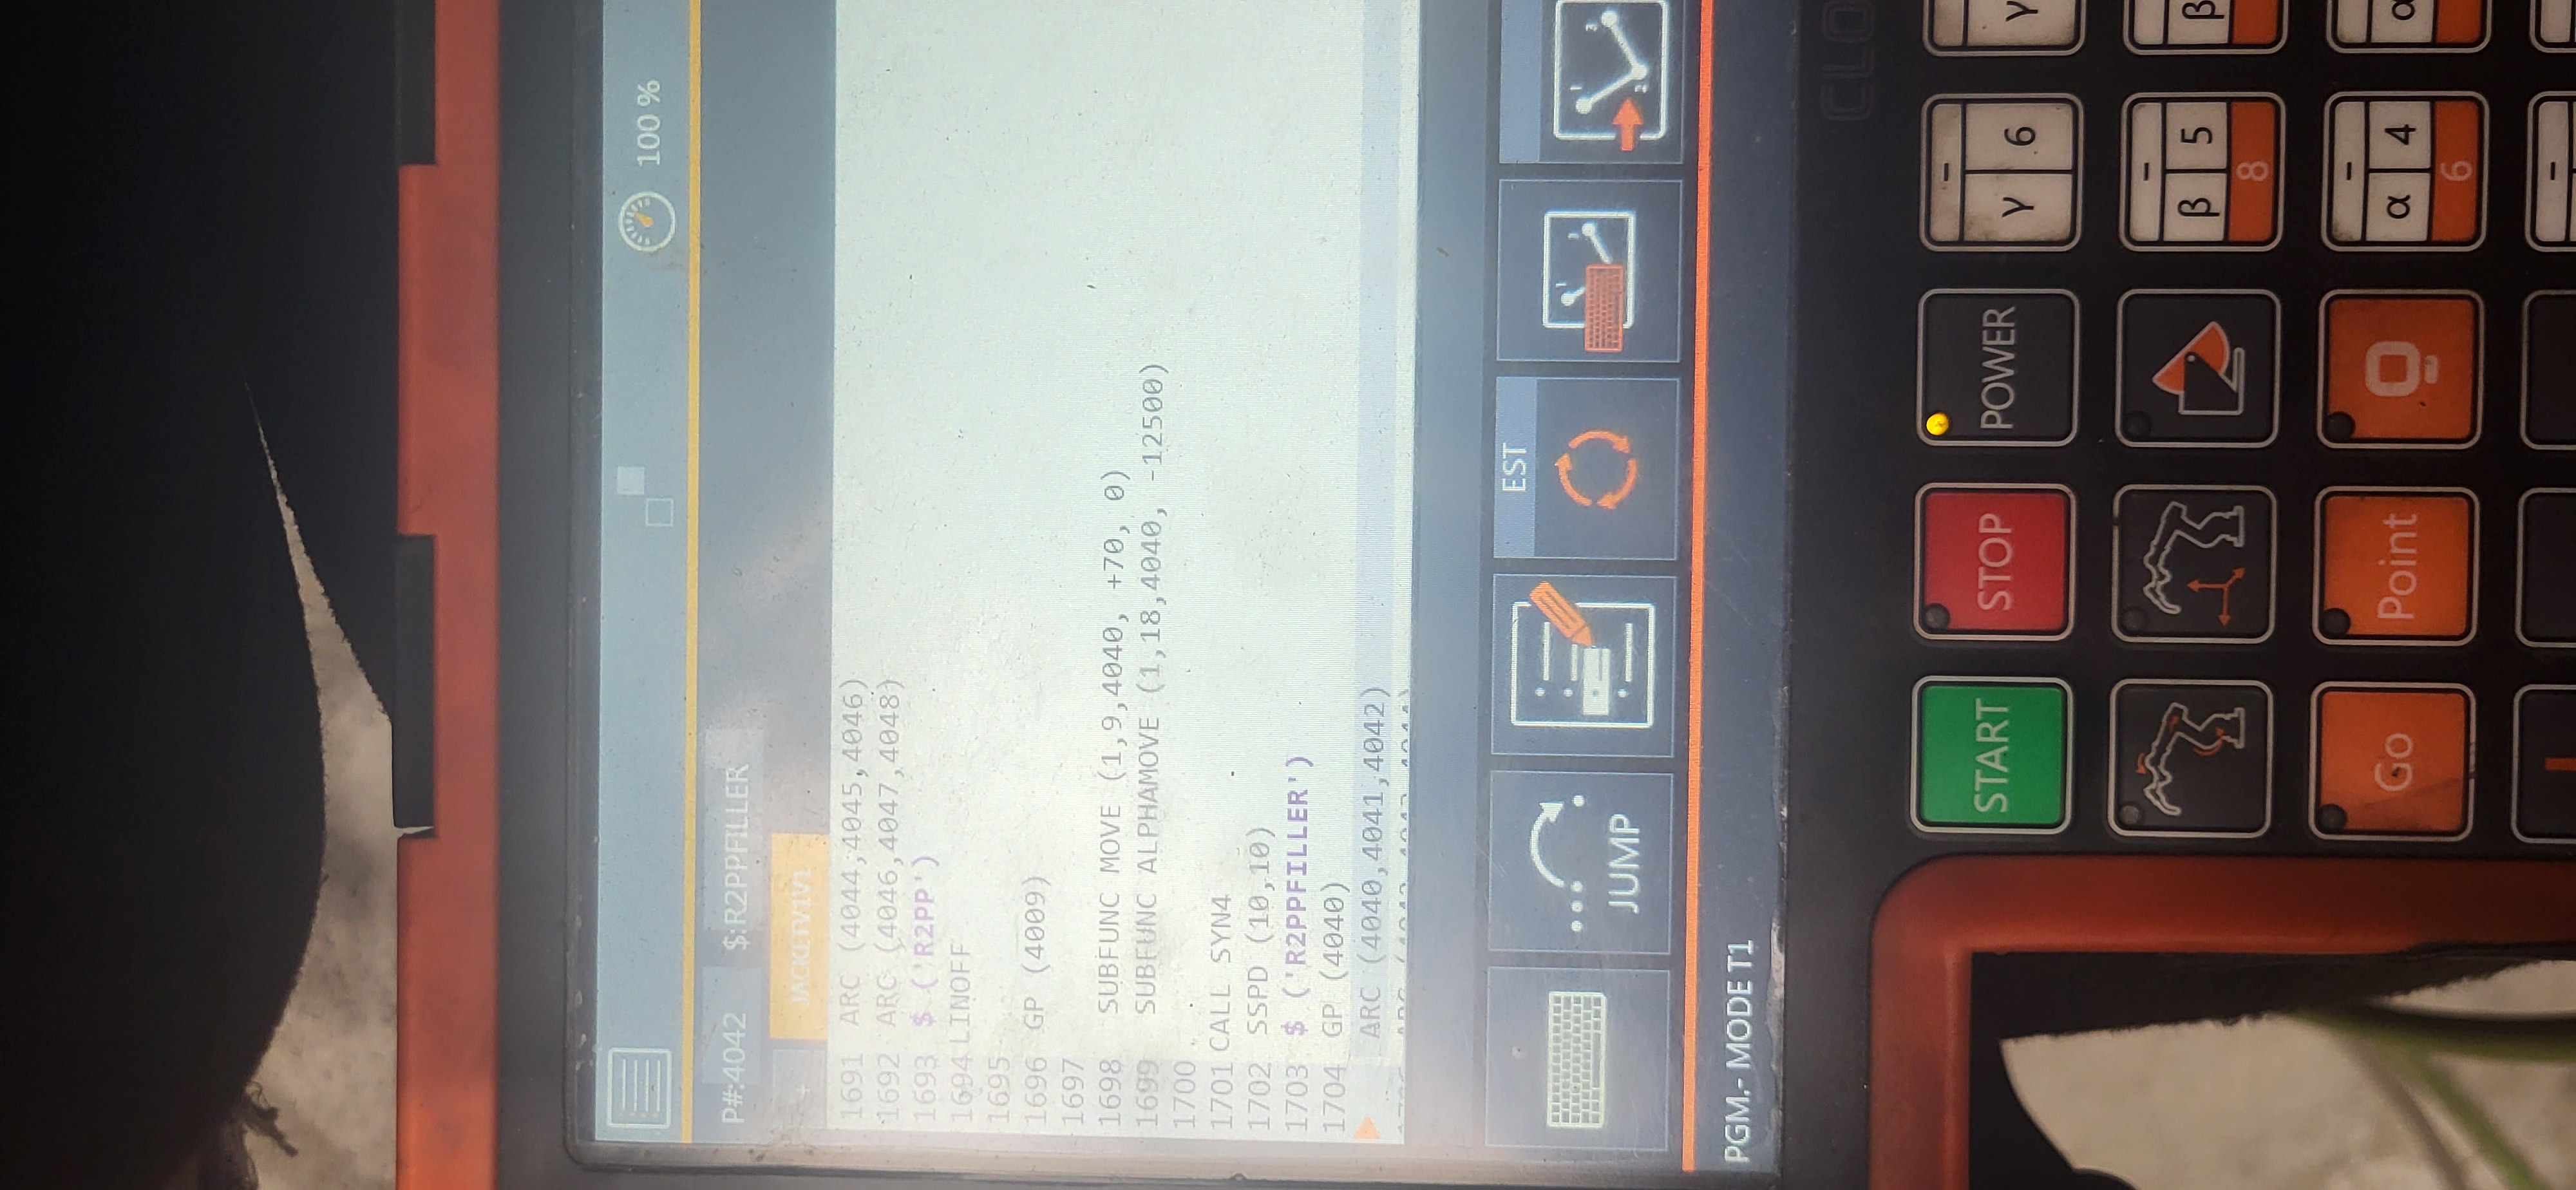 100 %
P#:4042 $:R2PPFILLER
+ JACKETV1V1
1691 ARC (4044,4045,4046)
1692 ARC (4046,4047,4048)
1693 $ ('R2PP')
1694 LINOFF
1695
1696 GP (4009)
1697
1698 SUBFUNC MOVE (1,9,4040, +70, 0)
1699 SUBFUNC ALPHAMOVE (1,18,4040, -12500)
1700
1701 CALL SYN4
1702 SSPD (10,10)
1703 $ ('R2PPFILLER')
1704 GP (4040)
ARC (4040,4041,4042)
EST
JUMP
PGM.- MODE T1
CLO
START STOP POWER
-
γ 6 γ
-
β 5 β
8
Go Point
-
α 4 α
6
-